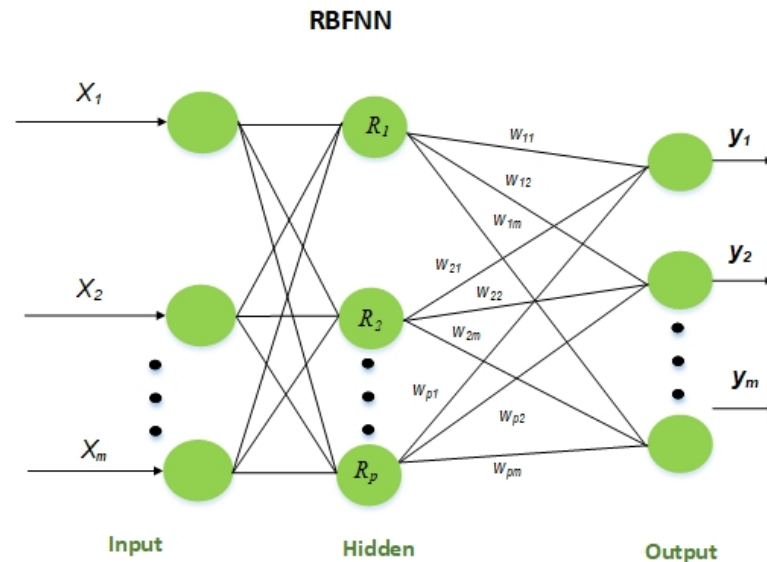 RBFNN
X1
R1
w11
y1
w12
w1m
X2
R2
w21
w22
y2
w2m
wp1
ym
Xm
Rp
wp2
wpm
Input
Hidden
Output